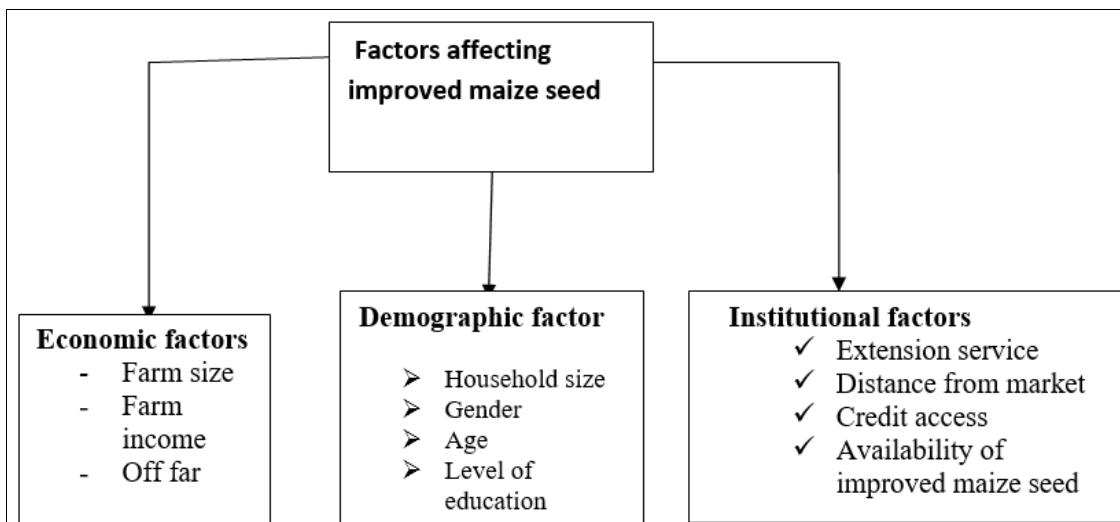 Factors affecting
improved maize seed
Economic factors
- Farm size
- Farm
income
- Off far
Demographic factor
➢ Household size
➢ Gender
➢ Age
➢ Level of
education
Institutional factors
✓ Extension service
✓ Distance from market
✓ Credit access
✓ Availability of
improved maize seed